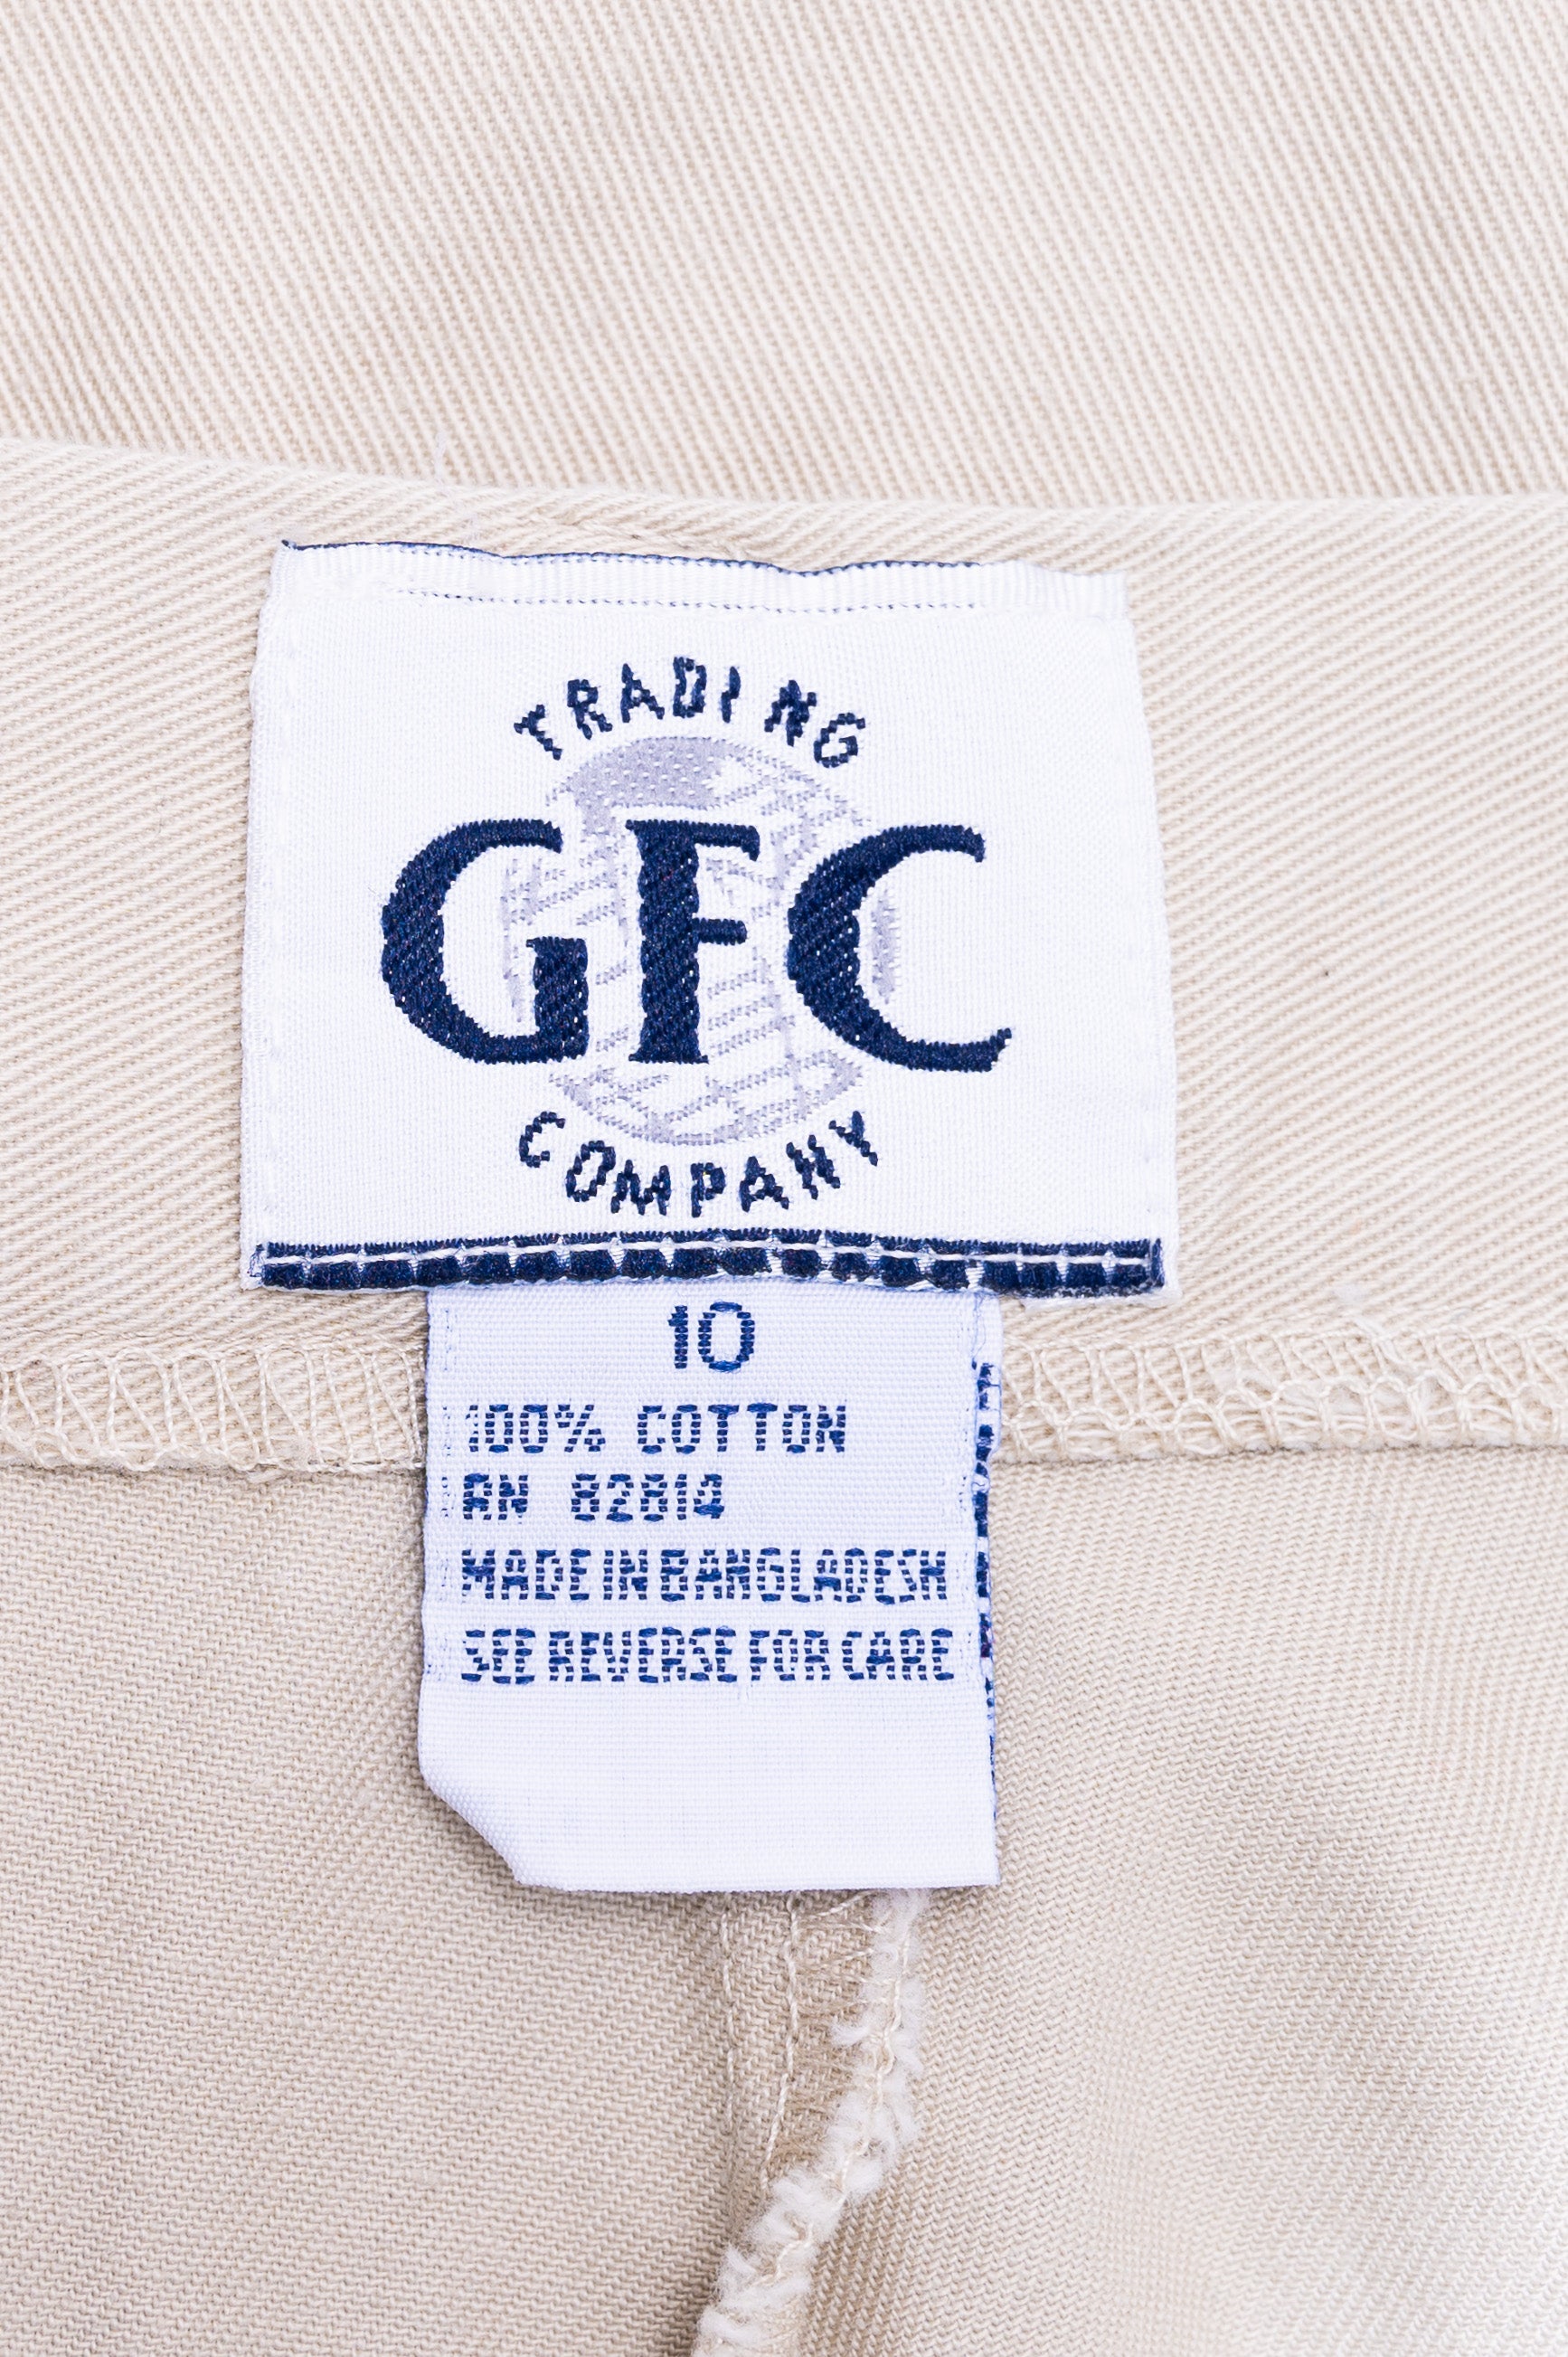 TRADING
GFC
COMPANY
10
100% COTTON
RN 82814
MADE IN BANGLADESH
SEE REVERSE FOR CARE